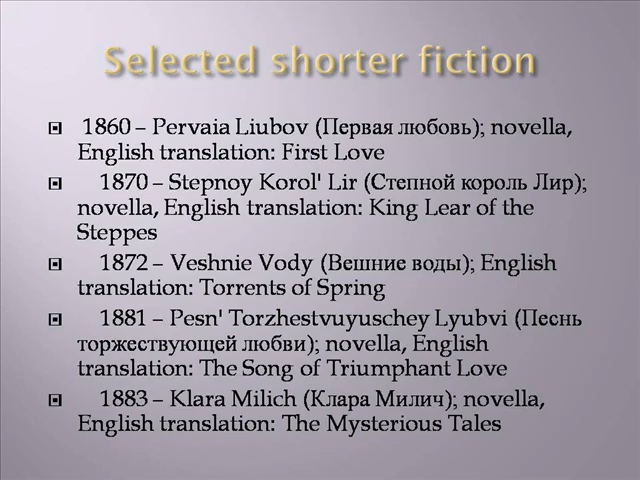 Selected shorter fiction
1860 – Pervaia Liubov (Первая любовь); novella,
English translation: First Love
1870 – Stepnoy Korol' Lir (Степной король Лир);
novella, English translation: King Lear of the
Steppes
1872 – Veshnie Vody (Вешние воды); English
translation: Torrents of Spring
1881 – Pesn' Torzhestvuyuschey Lyubvi (Песнь
торжествующей любви); novella, English
translation: The Song of Triumphant Love
1883 – Klara Milich (Клара Милич); novella,
English translation: The Mysterious Tales